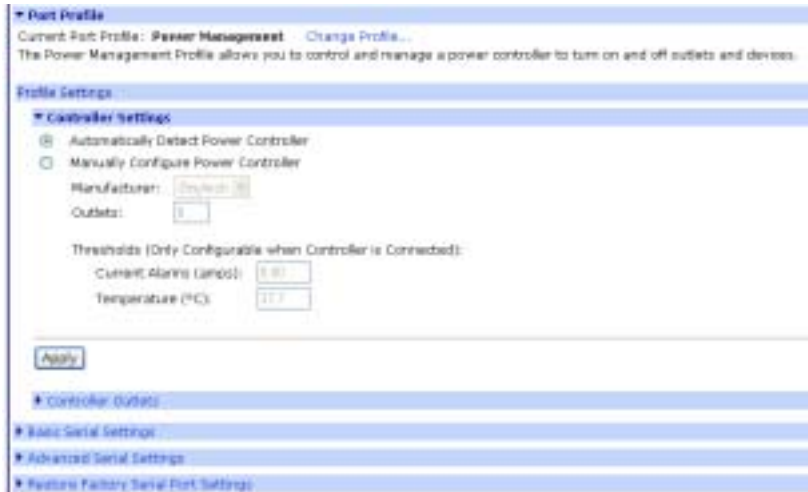 Port Profile
Current Port Profile: Power Management Change Profile...
The Power Management Profile allows you to control and manage a power controller to turn on and off outlets and devices.
Profile Settings
Controller Settings
Automatically Detect Power Controller
Manually Configure Power Controller
Manufacturer:
Outlets:
Thresholds (Only Configurable when Controller is Connected):
Current Alarms (amps):
Temperature (°C):
Apply
Controller Outlets
Basic Serial Settings
Advanced Serial Settings
Restore Factory Serial Port Settings